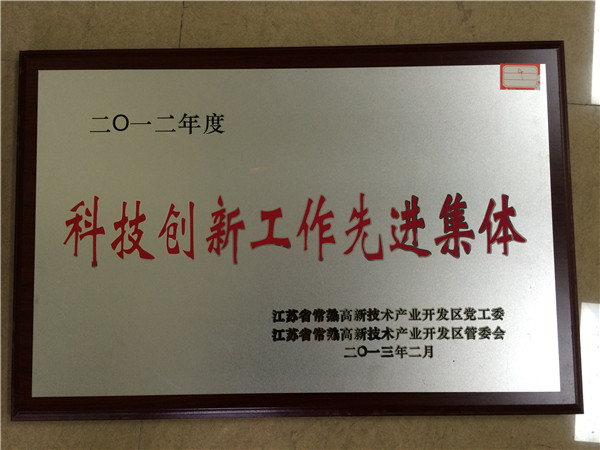 二〇一二年度
科技创新工作先进集体
江苏省常熟高新技术产业开发区党工委
江苏省常熟高新技术产业开发区管委会
二〇一三年二月